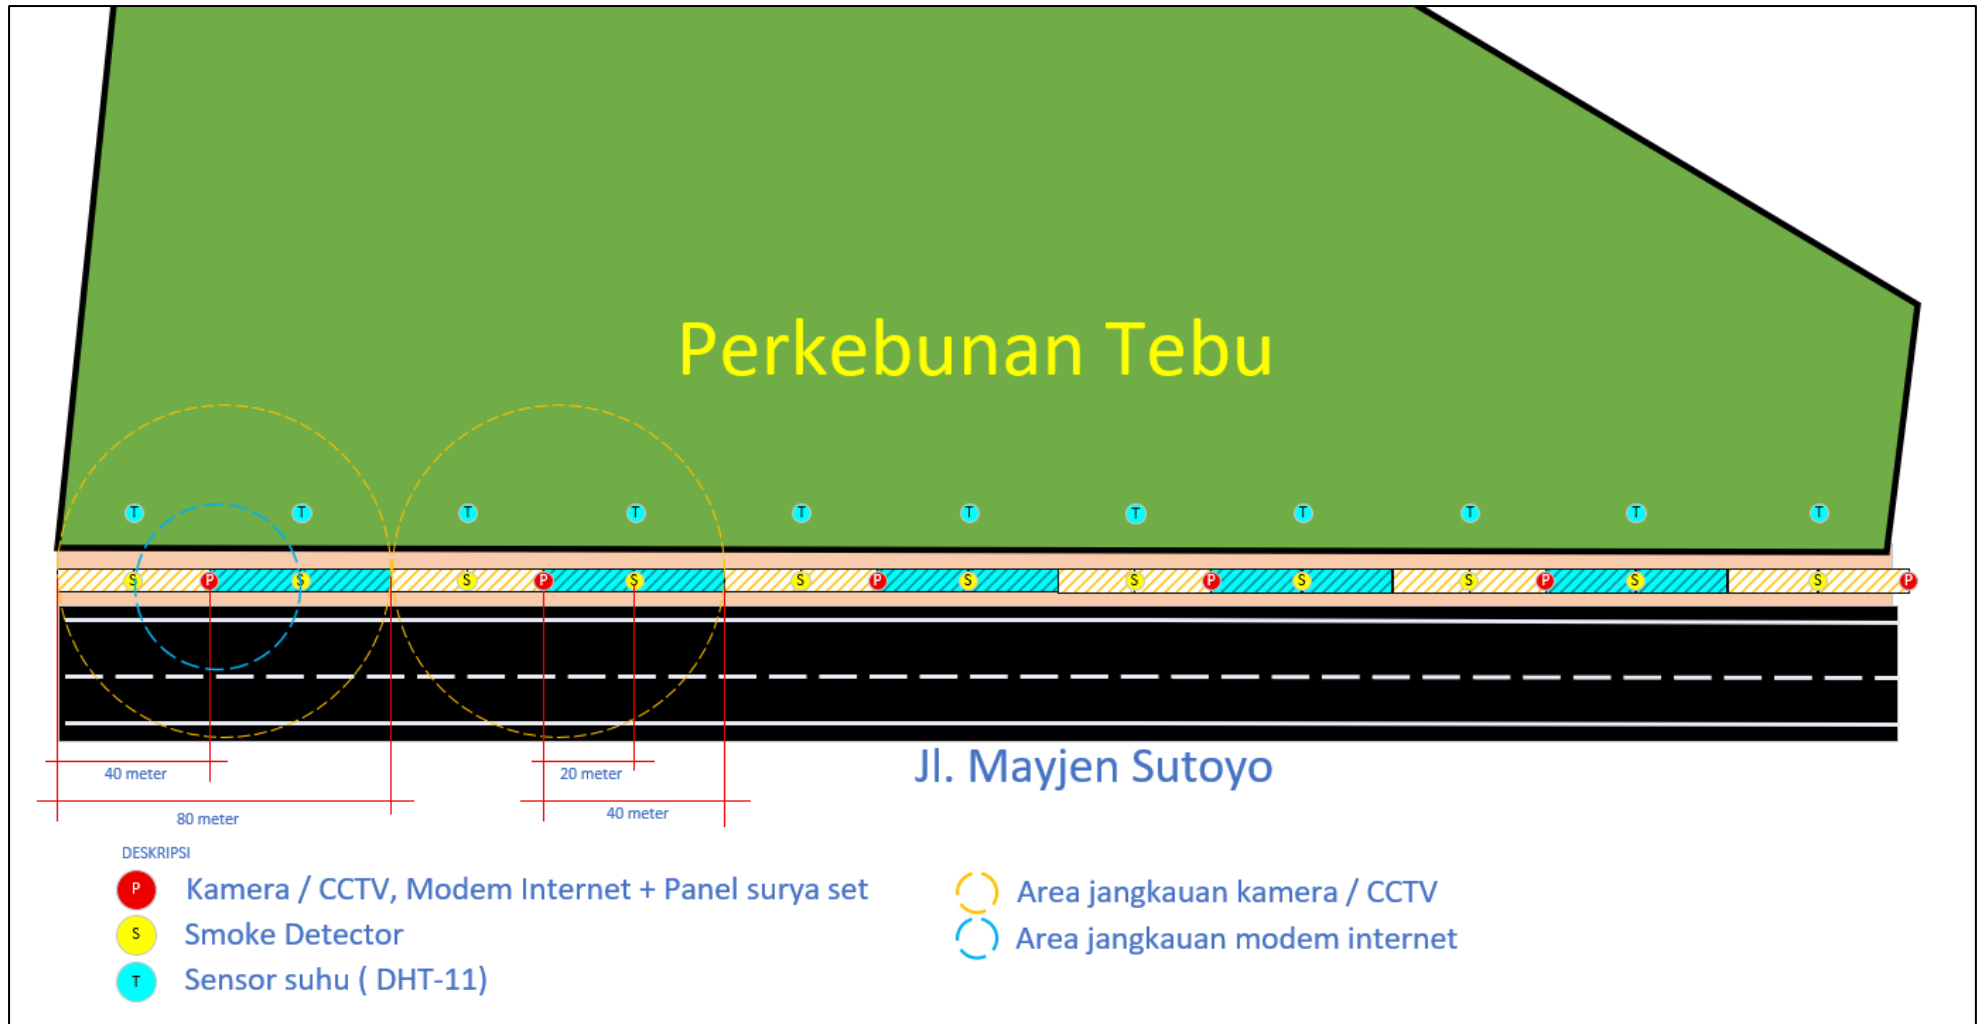 Perkebunan Tebu
T T T T T T T T T T T
S P S S P S S P S S P S S P S S P
Jl. Mayjen Sutoyo
40 meter
20 meter
80 meter
40 meter
DESKRIPSI
P Kamera / CCTV, Modem Internet + Panel surya set
S Smoke Detector
T Sensor suhu ( DHT-11)
Area jangkauan kamera / CCTV
Area jangkauan modem internet